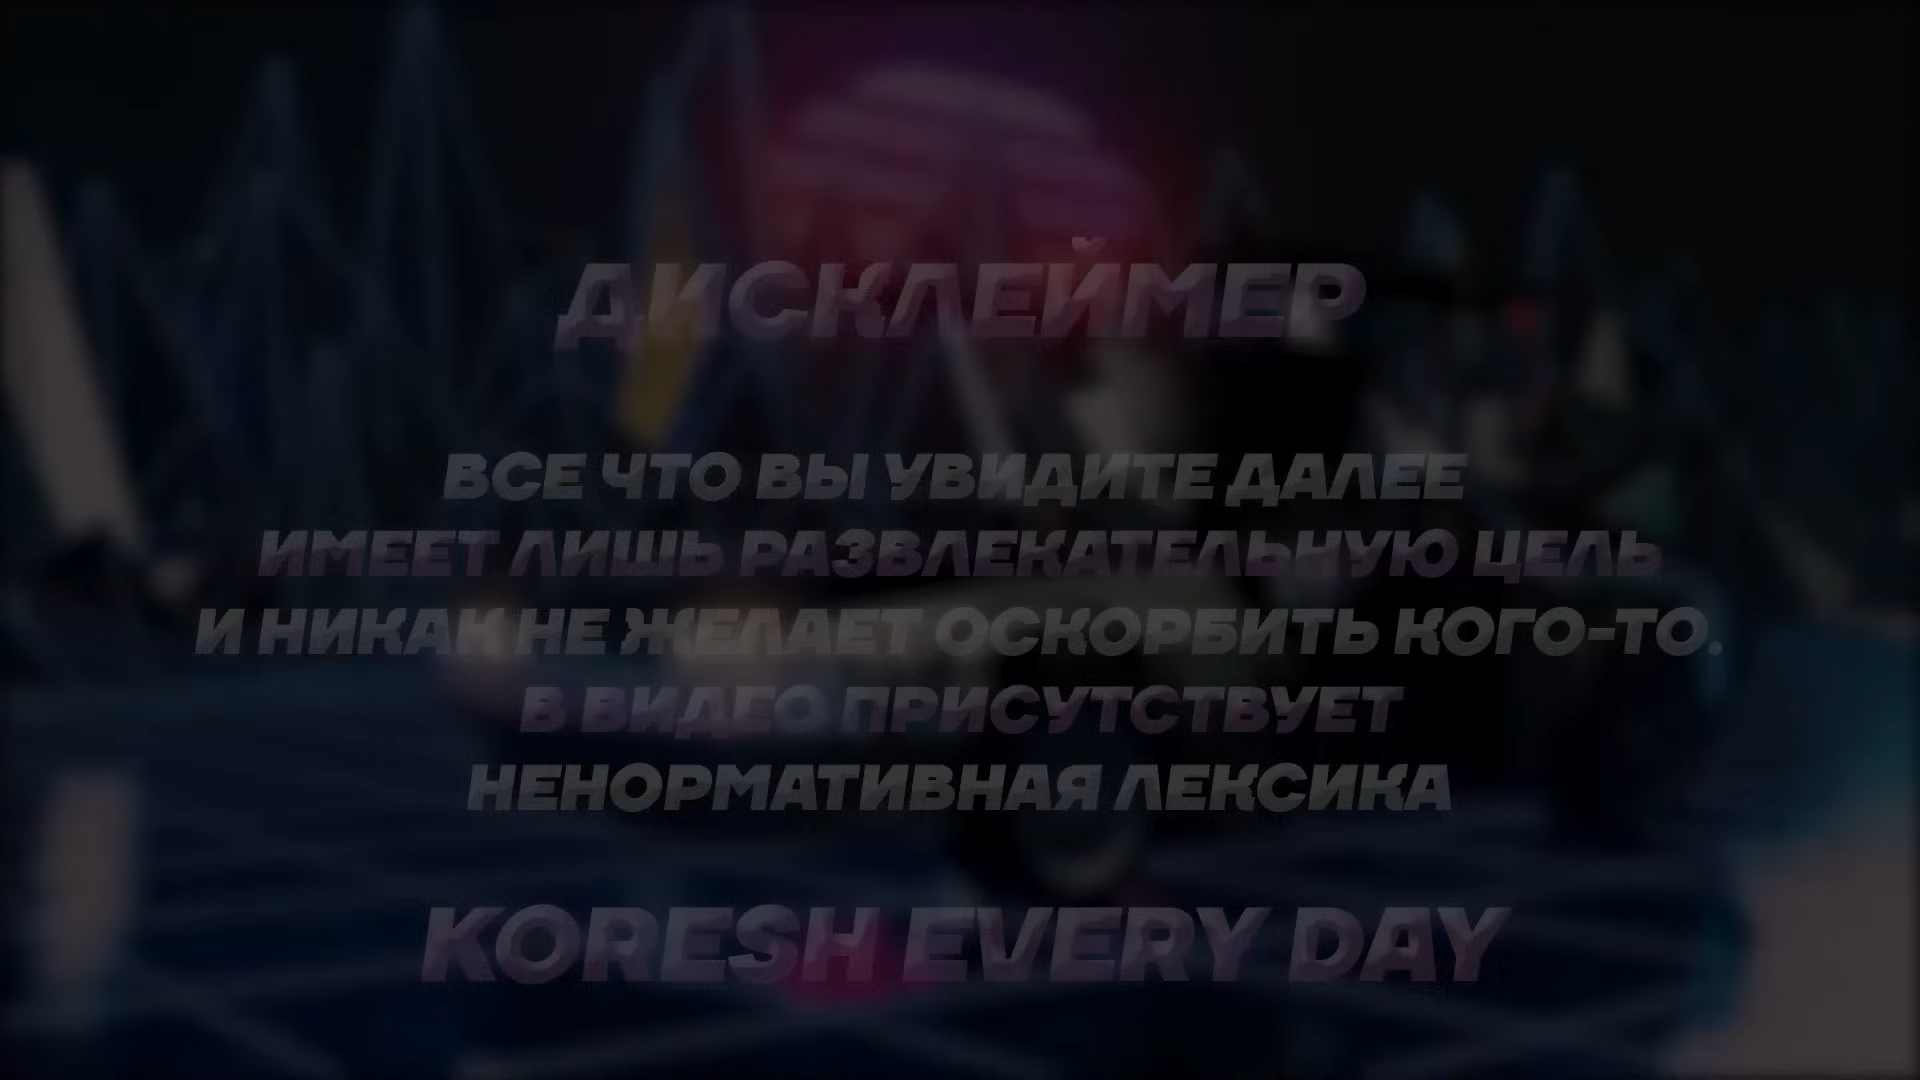 ДИСКЛЕЙМЕР
ВСЕ ЧТО ВЫ УВИДИТЕ ДАЛЕЕ
ИМЕЕТ ЛИШЬ РАЗВЛЕКАТЕЛЬНУЮ ЦЕЛЬ
И НИКАК НЕ ЖЕЛАЕТ ОСКОРБИТЬ КОГО-ТО.
В ВИДЕО ПРИСУТСТВУЕТ
НЕНОРМАТИВНАЯ ЛЕКСИКА
KORESH EVERY DAY